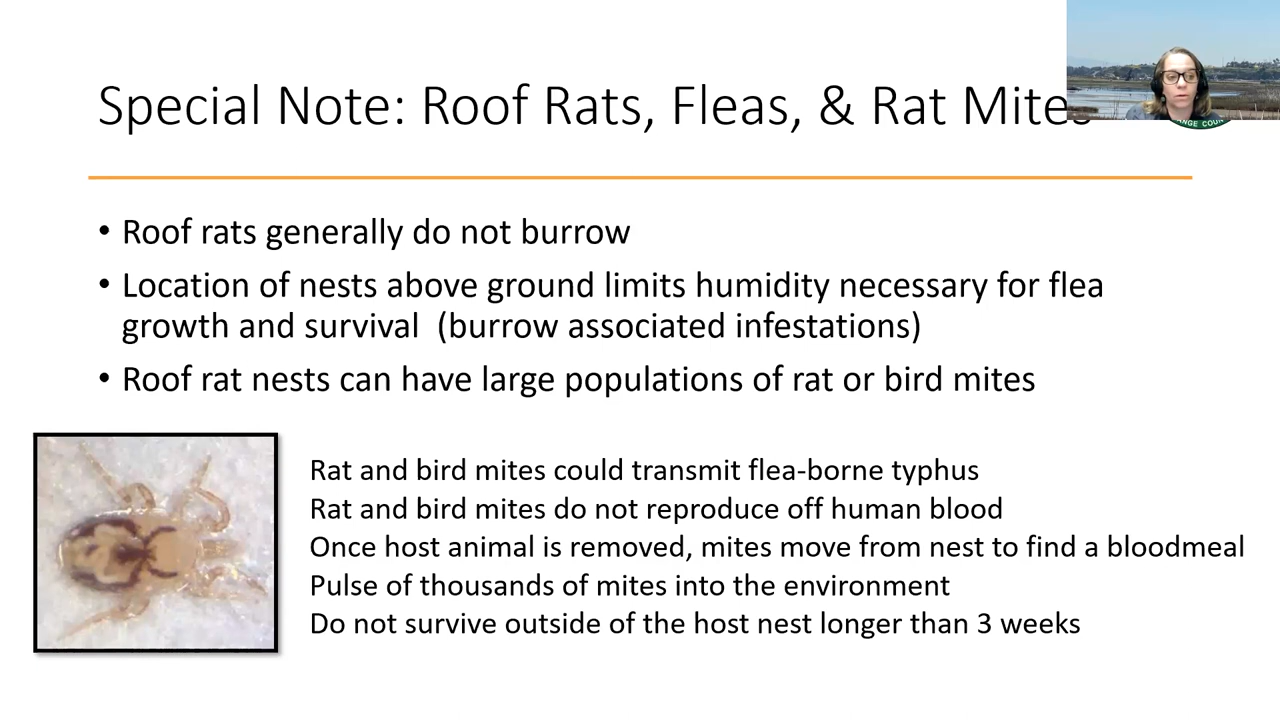 Special Note: Roof Rats, Fleas, & Rat Mites
• Roof rats generally do not burrow
• Location of nests above ground limits humidity necessary for flea
growth and survival (burrow associated infestations)
• Roof rat nests can have large populations of rat or bird mites
Rat and bird mites could transmit flea-borne typhus
Rat and bird mites do not reproduce off human blood
Once host animal is removed, mites move from nest to find a bloodmeal
Pulse of thousands of mites into the environment
Do not survive outside of the host nest longer than 3 weeks